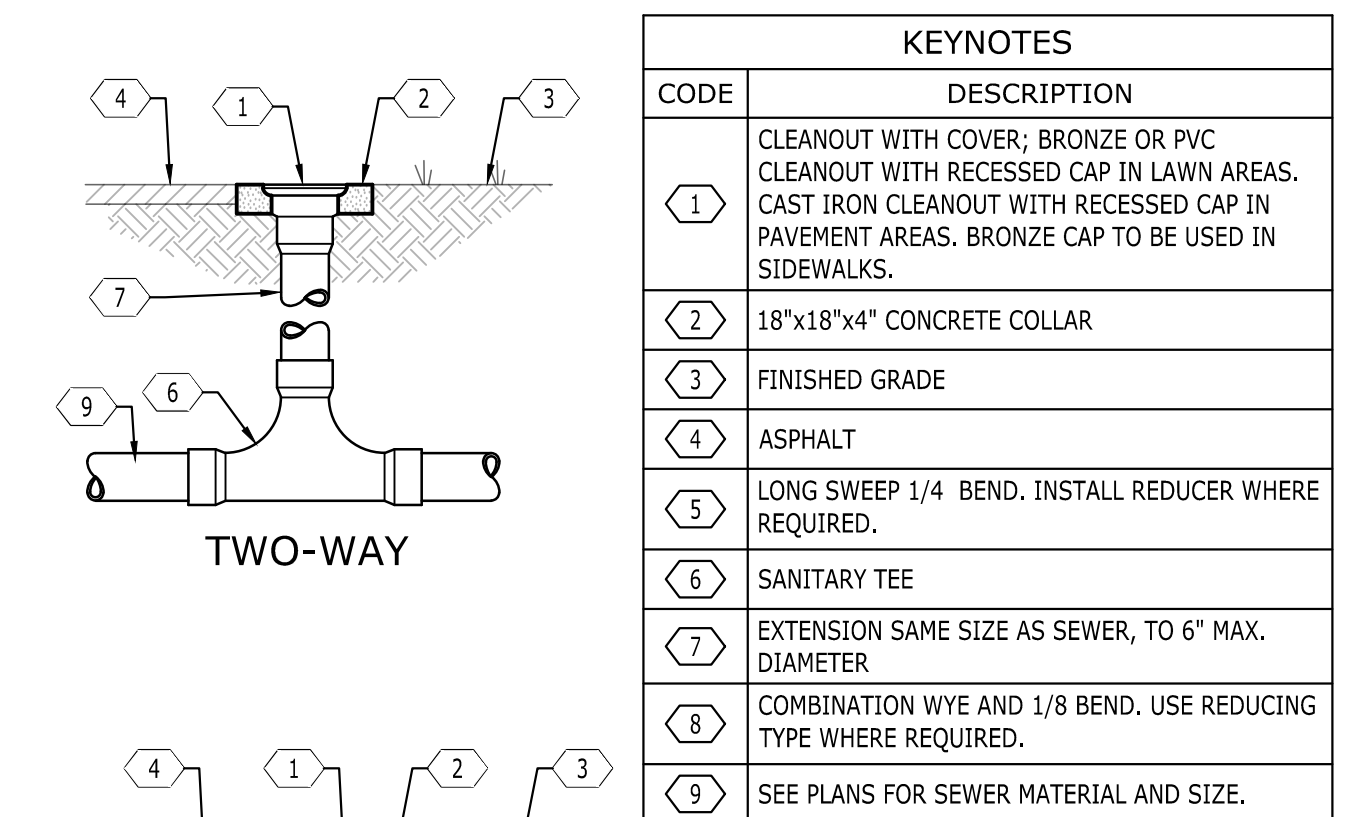 4
1
2
3
7
9
6
TWO-WAY
4
1
2
3
KEYNOTES
CODE DESCRIPTION
1
CLEANOUT WITH COVER; BRONZE OR PVC
CLEANOUT WITH RECESSED CAP IN LAWN AREAS.
CAST IRON CLEANOUT WITH RECESSED CAP IN
PAVEMENT AREAS. BRONZE CAP TO BE USED IN
SIDEWALKS.
2 18"x18"x4" CONCRETE COLLAR
3 FINISHED GRADE
4 ASPHALT
5
LONG SWEEP 1/4 BEND. INSTALL REDUCER WHERE
REQUIRED.
6 SANITARY TEE
7
EXTENSION SAME SIZE AS SEWER, TO 6" MAX.
DIAMETER
8
COMBINATION WYE AND 1/8 BEND. USE REDUCING
TYPE WHERE REQUIRED.
9 SEE PLANS FOR SEWER MATERIAL AND SIZE.